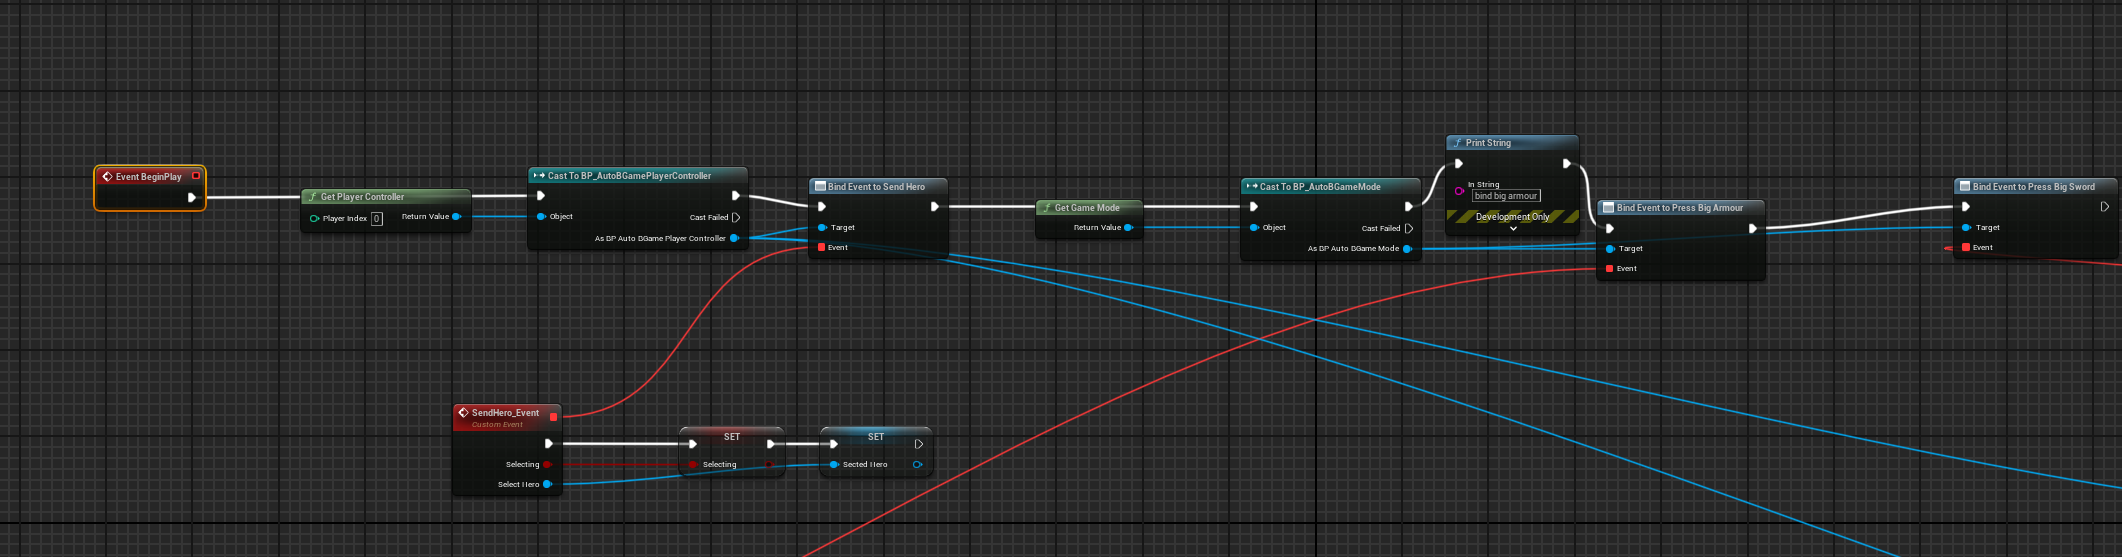 Event BeginPlay
Get Player Controller
Player Index 0
Return Value
Cast To BP_AutoBGamePlayerController
Object
Cast Failed
As BP Auto BGame Player Controller
Bind Event to Send Hero
Target
Event
Get Game Mode
Return Value
Cast To BP_AutoBGameMode
Object
Cast Failed
As BP Auto BGame Mode
Print String
In String
bind big armour
Development Only
Bind Event to Press Big Armour
Target
Event
Bind Event to Press Big Sword
Target
Event
SendHero_Event
Custom Event
Selecting
Select Hero
SET
Selecting
SET
Sected Hero